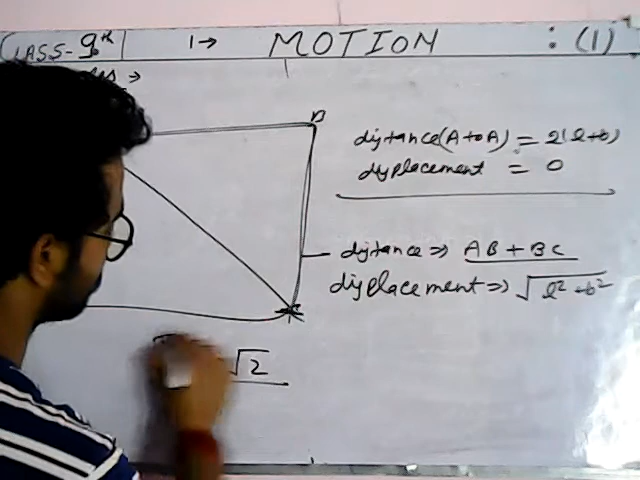 CLASS-9th 1→ MOTION : (1)
B
distance(A to A) = 2(l+b)
displacement = 0
distance ⇒ AB + BC
displacement ⇒ √l²+b²
√2